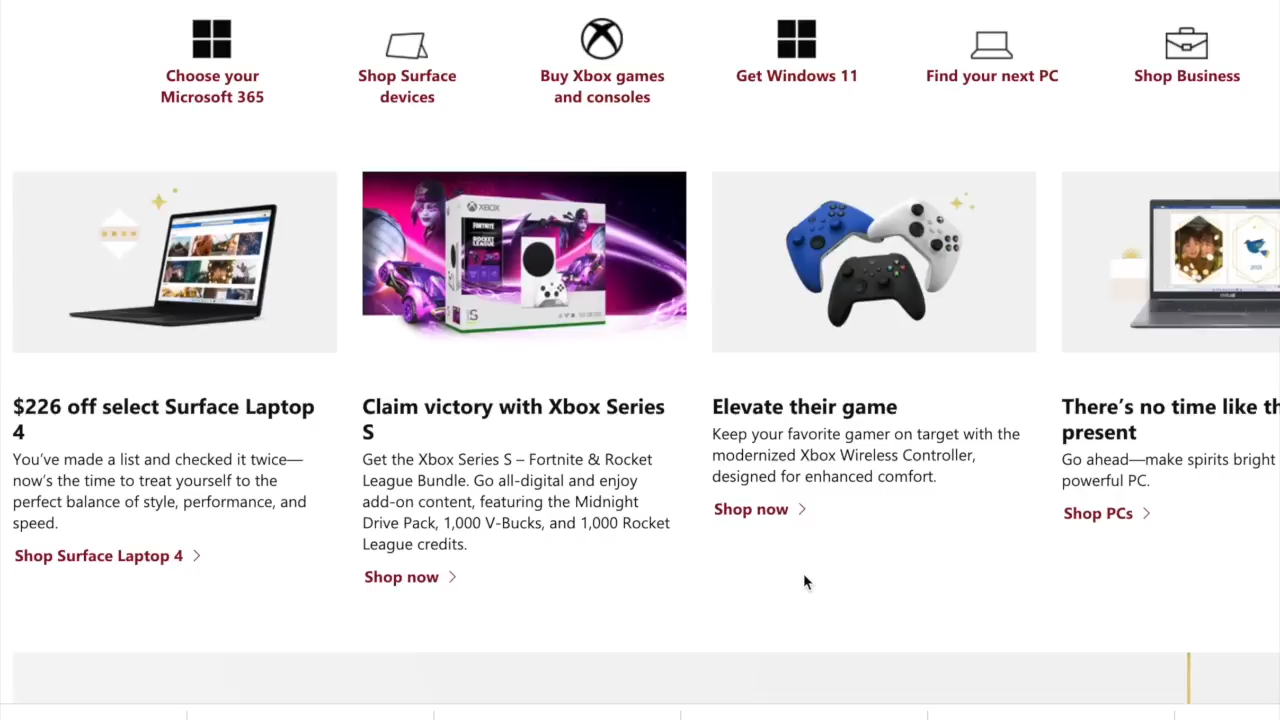 Choose your
Microsoft 365
Shop Surface
devices
Buy Xbox games
and consoles
Get Windows 11
Find your next PC
Shop Business
XBOX
FORTNITE
ROCKET
LEAGUE
S
$226 off select Surface Laptop
4
You’ve made a list and checked it twice—
now’s the time to treat yourself to the
perfect balance of style, performance, and
speed.
Shop Surface Laptop 4
Claim victory with Xbox Series
S
Get the Xbox Series S – Fortnite & Rocket
League Bundle. Go all-digital and enjoy
add-on content, featuring the Midnight
Drive Pack, 1,000 V-Bucks, and 1,000 Rocket
League credits.
Shop now
Elevate their game
Keep your favorite gamer on target with the
modernized Xbox Wireless Controller,
designed for enhanced comfort.
Shop now
There’s no time like th
present
Go ahead—make spirits bright
powerful PC.
Shop PCs